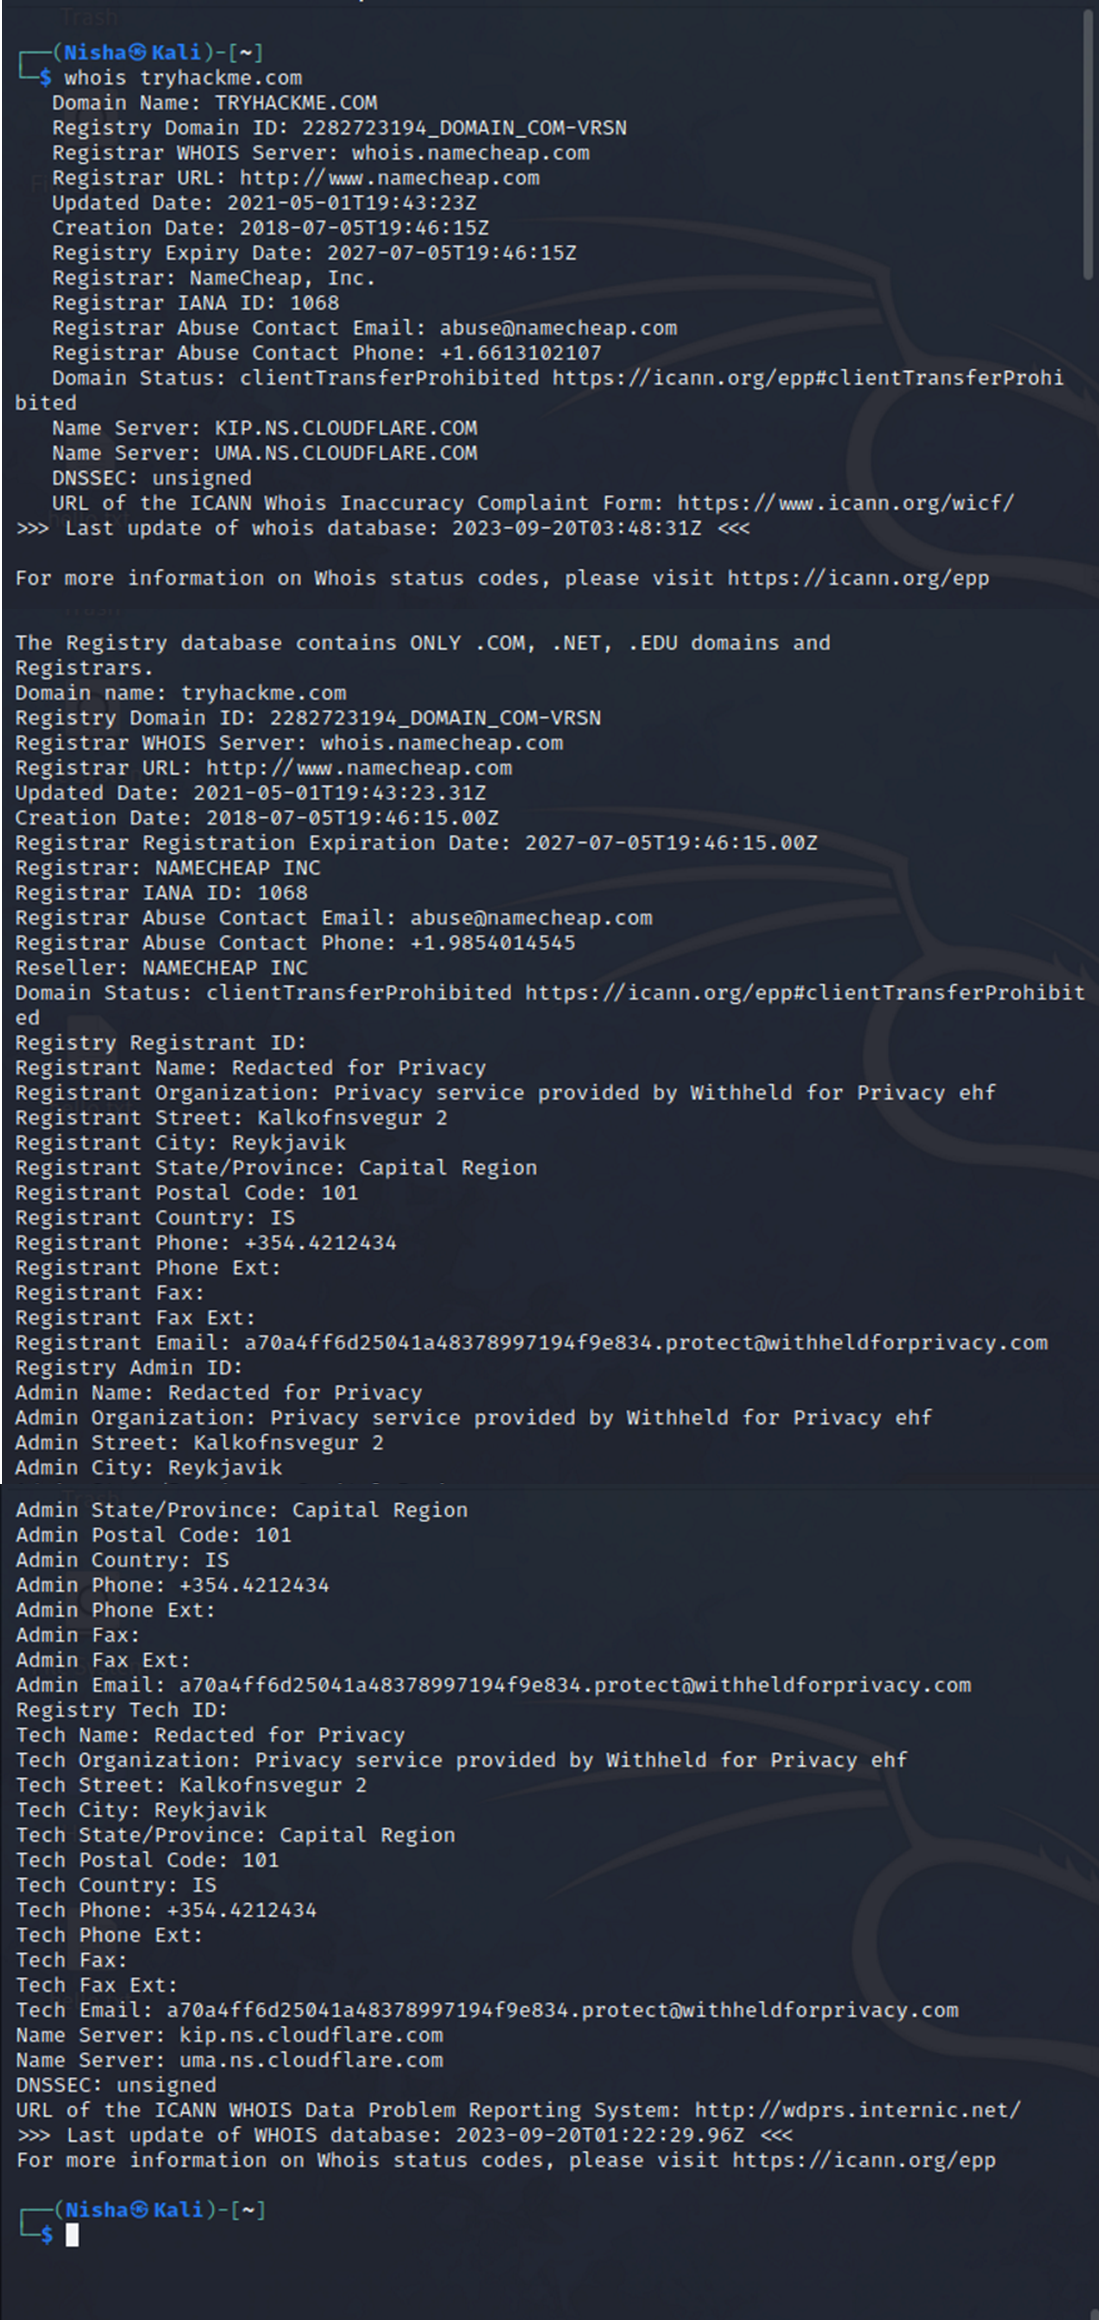 ┌──(Nisha㉿Kali)-[~]
└─$ whois tryhackme.com
Domain Name: TRYHACKME.COM
Registry Domain ID: 2282723194_DOMAIN_COM-VRSN
Registrar WHOIS Server: whois.namecheap.com
Registrar URL: http://www.namecheap.com
Updated Date: 2021-05-01T19:43:23Z
Creation Date: 2018-07-05T19:46:15Z
Registry Expiry Date: 2027-07-05T19:46:15Z
Registrar: NameCheap, Inc.
Registrar IANA ID: 1068
Registrar Abuse Contact Email: abuse@namecheap.com
Registrar Abuse Contact Phone: +1.6613102107
Domain Status: clientTransferProhibited https://icann.org/epp#clientTransferProhi
bited
Name Server: KIP.NS.CLOUDFLARE.COM
Name Server: UMA.NS.CLOUDFLARE.COM
DNSSEC: unsigned
URL of the ICANN Whois Inaccuracy Complaint Form: https://www.icann.org/wicf/
>>> Last update of whois database: 2023-09-20T03:48:31Z <<<
For more information on Whois status codes, please visit https://icann.org/epp
The Registry database contains ONLY .COM, .NET, .EDU domains and
Registrars.
Domain name: tryhackme.com
Registry Domain ID: 2282723194_DOMAIN_COM-VRSN
Registrar WHOIS Server: whois.namecheap.com
Registrar URL: http://www.namecheap.com
Updated Date: 2021-05-01T19:43:23.31Z
Creation Date: 2018-07-05T19:46:15.00Z
Registrar Registration Expiration Date: 2027-07-05T19:46:15.00Z
Registrar: NAMECHEAP INC
Registrar IANA ID: 1068
Registrar Abuse Contact Email: abuse@namecheap.com
Registrar Abuse Contact Phone: +1.9854014545
Reseller: NAMECHEAP INC
Domain Status: clientTransferProhibited https://icann.org/epp#clientTransferProhibit
ed
Registry Registrant ID:
Registrant Name: Redacted for Privacy
Registrant Organization: Privacy service provided by Withheld for Privacy ehf
Registrant Street: Kalkofnsvegur 2
Registrant City: Reykjavik
Registrant State/Province: Capital Region
Registrant Postal Code: 101
Registrant Country: IS
Registrant Phone: +354.4212434
Registrant Phone Ext:
Registrant Fax:
Registrant Fax Ext:
Registrant Email: a70a4ff6d25041a48378997194f9e834.protect@withheldforprivacy.com
Registry Admin ID:
Admin Name: Redacted for Privacy
Admin Organization: Privacy service provided by Withheld for Privacy ehf
Admin Street: Kalkofnsvegur 2
Admin City: Reykjavik
Admin State/Province: Capital Region
Admin Postal Code: 101
Admin Country: IS
Admin Phone: +354.4212434
Admin Phone Ext:
Admin Fax:
Admin Fax Ext:
Admin Email: a70a4ff6d25041a48378997194f9e834.protect@withheldforprivacy.com
Registry Tech ID:
Tech Name: Redacted for Privacy
Tech Organization: Privacy service provided by Withheld for Privacy ehf
Tech Street: Kalkofnsvegur 2
Tech City: Reykjavik
Tech State/Province: Capital Region
Tech Postal Code: 101
Tech Country: IS
Tech Phone: +354.4212434
Tech Phone Ext:
Tech Fax:
Tech Fax Ext:
Tech Email: a70a4ff6d25041a48378997194f9e834.protect@withheldforprivacy.com
Name Server: kip.ns.cloudflare.com
Name Server: uma.ns.cloudflare.com
DNSSEC: unsigned
URL of the ICANN WHOIS Data Problem Reporting System: http://wdprs.internic.net/
>>> Last update of WHOIS database: 2023-09-20T01:22:29.96Z <<<
For more information on Whois status codes, please visit https://icann.org/epp
┌──(Nisha㉿Kali)-[~]
└─$